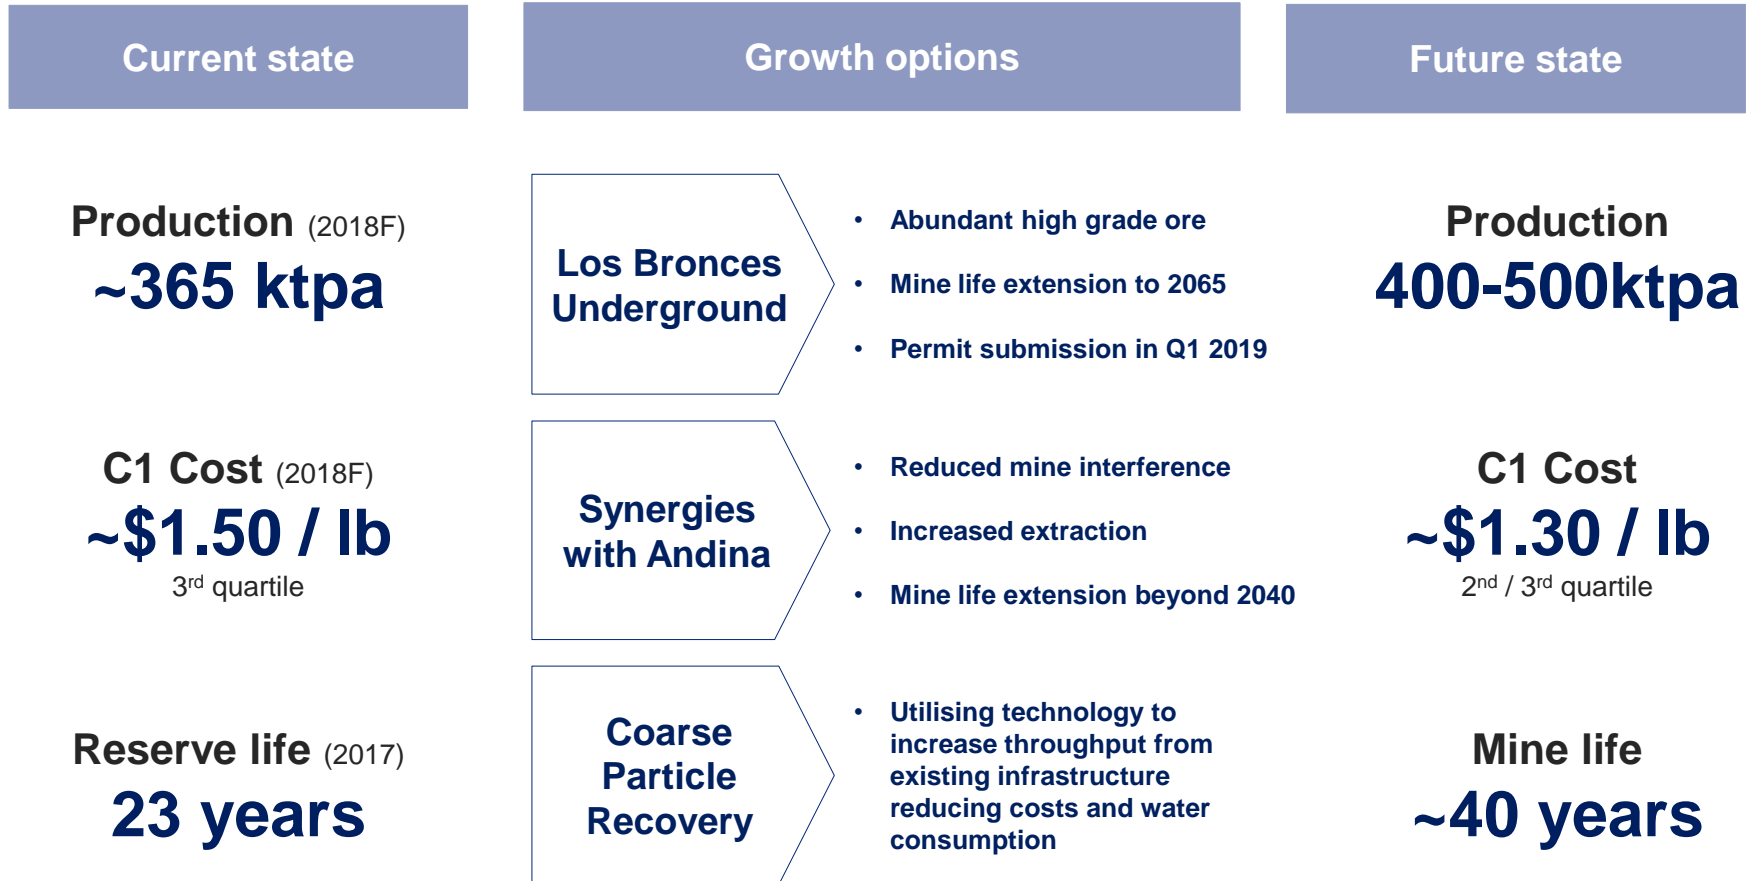 Current state
Growth options
Future state
Production (2018F)
~365 ktpa
C1 Cost (2018F)
~$1.50 / lb
3rd quartile
Reserve life (2017)
23 years
Los Bronces
Underground
• Abundant high grade ore
• Mine life extension to 2065
• Permit submission in Q1 2019
Synergies
with Andina
• Reduced mine interference
• Increased extraction
• Mine life extension beyond 2040
Coarse
Particle
Recovery
• Utilising technology to
increase throughput from
existing infrastructure
reducing costs and water
consumption
Production
400-500ktpa
C1 Cost
~$1.30 / lb
2nd / 3rd quartile
Mine life
~40 years